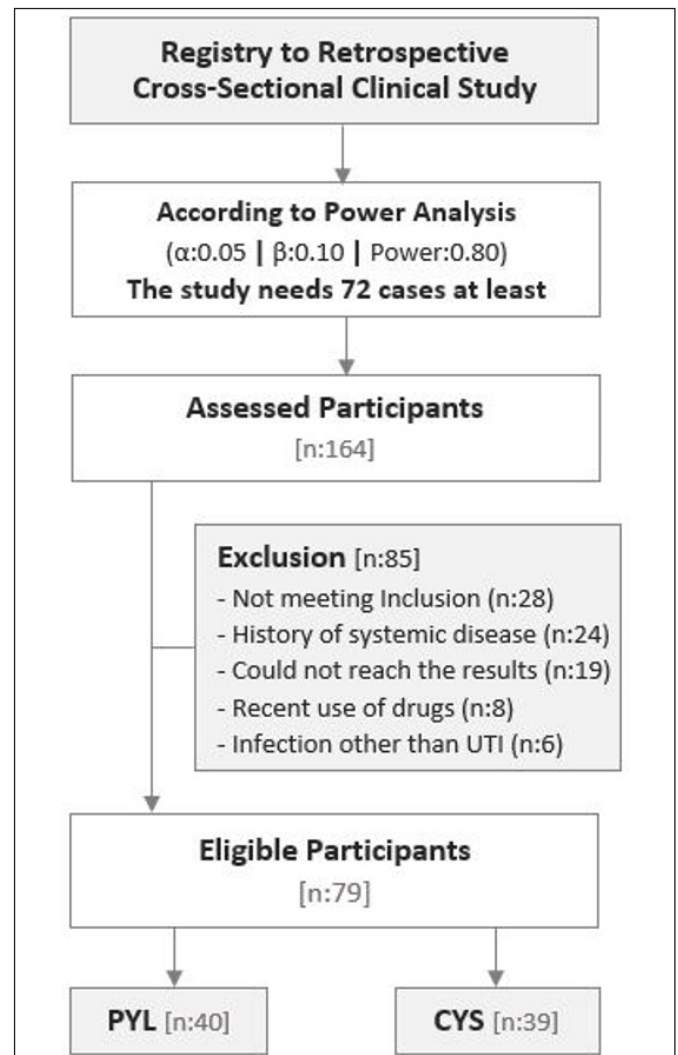 Registry to Retrospective
Cross-Sectional Clinical Study
According to Power Analysis
(α:0.05 | β:0.10 | Power:0.80)
The study needs 72 cases at least
Assessed Participants
[n:164]
Exclusion [n:85]
- Not meeting Inclusion (n:28)
- History of systemic disease (n:24)
- Could not reach the results (n:19)
- Recent use of drugs (n:8)
- Infection other than UTI (n:6)
Eligible Participants
[n:79]
PYL [n:40]
CYS [n:39]